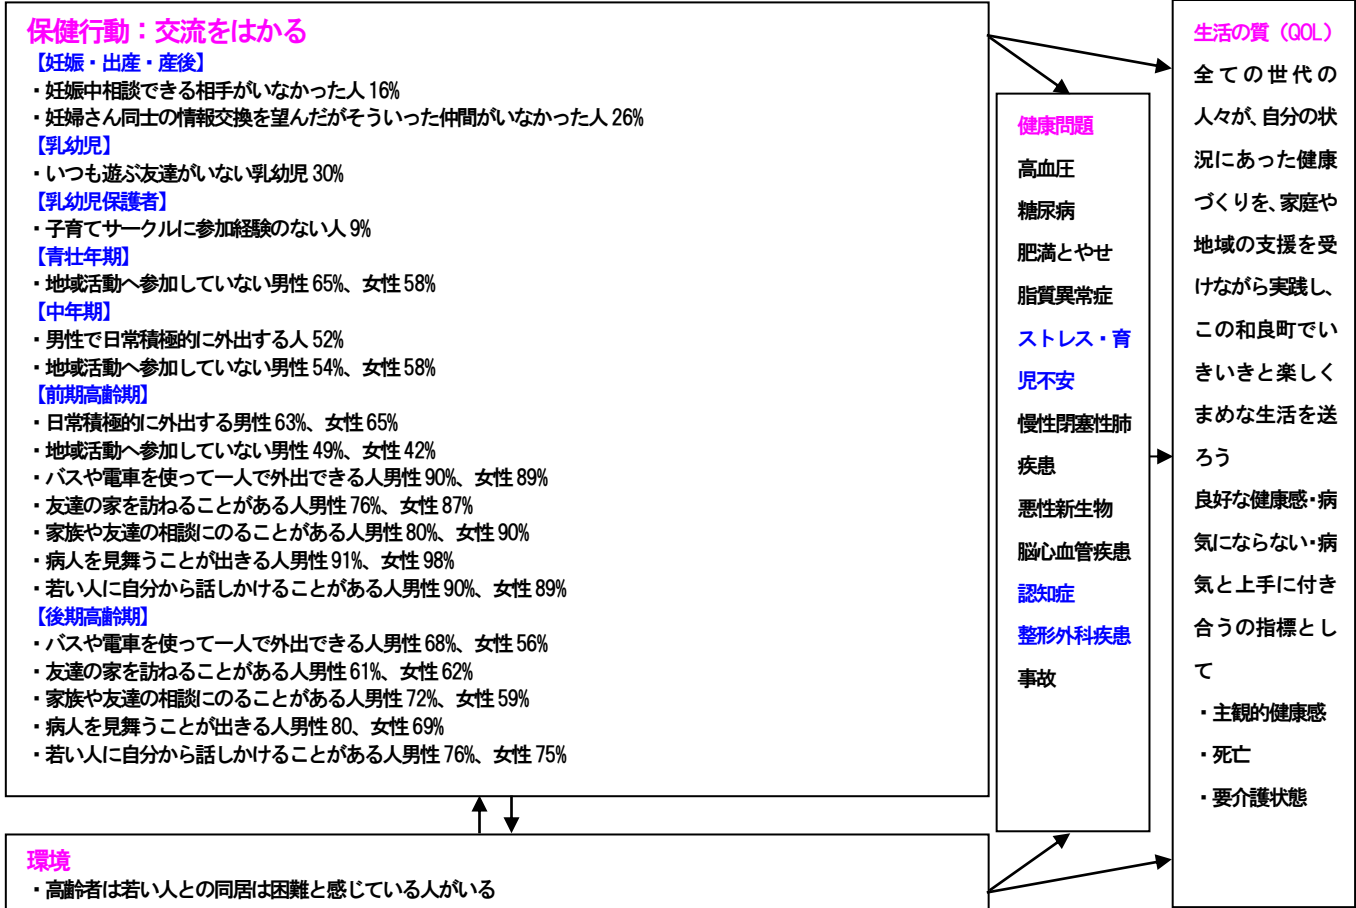 保健行動：交流をはかる
【妊娠・出産・産後】
・妊娠中相談できる相手がいなかった人 16%
・妊婦さん同士の情報交換を望んだがそういった仲間がいなかった人 26%
【乳幼児】
・いつも遊ぶ友達がいない乳幼児 30%
【乳幼児保護者】
・子育てサークルに参加経験のない人 9%
【青壮年期】
・地域活動へ参加していない男性 65%、女性 58%
【中年期】
・男性で日常積極的に外出する人 52%
・地域活動へ参加していない男性 54%、女性 58%
【前期高齢期】
・日常積極的に外出する男性 63%、女性 65%
・地域活動へ参加していない男性 49%、女性 42%
・バスや電車を使って一人で外出できる人男性 90%、女性 89%
・友達の家を訪ねることがある人男性 76%、女性 87%
・家族や友達の相談にのることがある人男性 80%、女性 90%
・病人を見舞うことが出きる人男性 91%、女性 98%
・若い人に自分から話しかけることがある人男性 90%、女性 89%
【後期高齢期】
・バスや電車を使って一人で外出できる人男性 68%、女性 56%
・友達の家を訪ねることがある人男性 61%、女性 62%
・家族や友達の相談にのることがある人男性 72%、女性 59%
・病人を見舞うことが出きる人男性 80、女性 69%
・若い人に自分から話しかけることがある人男性 76%、女性 75%
環境
・高齢者は若い人との同居は困難と感じている人がいる
健康問題
高血圧
糖尿病
肥満とやせ
脂質異常症
ストレス・育
児不安
慢性閉塞性肺
疾患
悪性新生物
脳心血管疾患
認知症
整形外科疾患
事故
生活の質（QOL）
全ての世代の
人々が、自分の状
況にあった健康
づくりを、家庭や
地域の支援を受
けながら実践し、
この和良町でい
きいきと楽しく
まめな生活を送
ろう
良好な健康感・病
気にならない・病
気と上手に付き
合うの指標とし
て
・主観的健康感
・死亡
・要介護状態